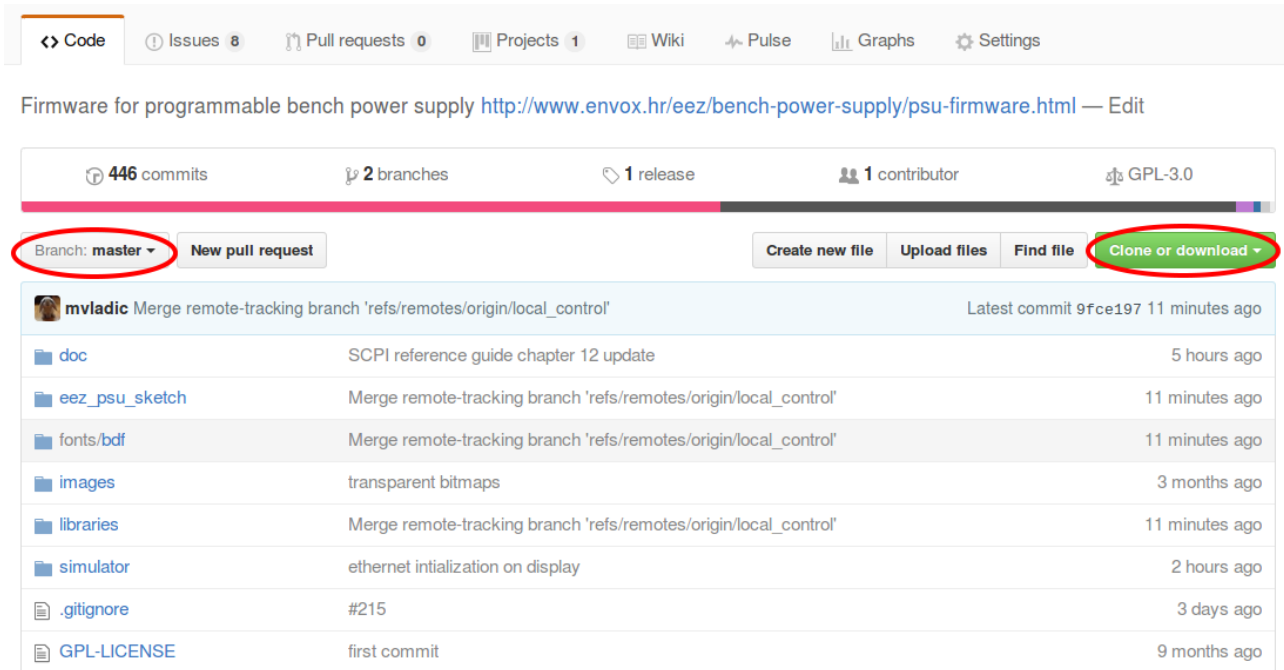 Code Issues 8 Pull requests 0 Projects 1 Wiki Pulse Graphs Settings
Firmware for programmable bench power supply http://www.envox.hr/eez/bench-power-supply/psu-firmware.html — Edit
446 commits 2 branches 1 release 1 contributor GPL-3.0
Branch: master New pull request Create new file Upload files Find file Clone or download
mvladic Merge remote-tracking branch 'refs/remotes/origin/local_control' Latest commit 9fce197 11 minutes ago
doc SCPI reference guide chapter 12 update 5 hours ago
eez_psu_sketch Merge remote-tracking branch 'refs/remotes/origin/local_control' 11 minutes ago
fonts/bdf Merge remote-tracking branch 'refs/remotes/origin/local_control' 11 minutes ago
images transparent bitmaps 3 months ago
libraries Merge remote-tracking branch 'refs/remotes/origin/local_control' 11 minutes ago
simulator ethernet intialization on display 2 hours ago
.gitignore #215 3 days ago
GPL-LICENSE first commit 9 months ago